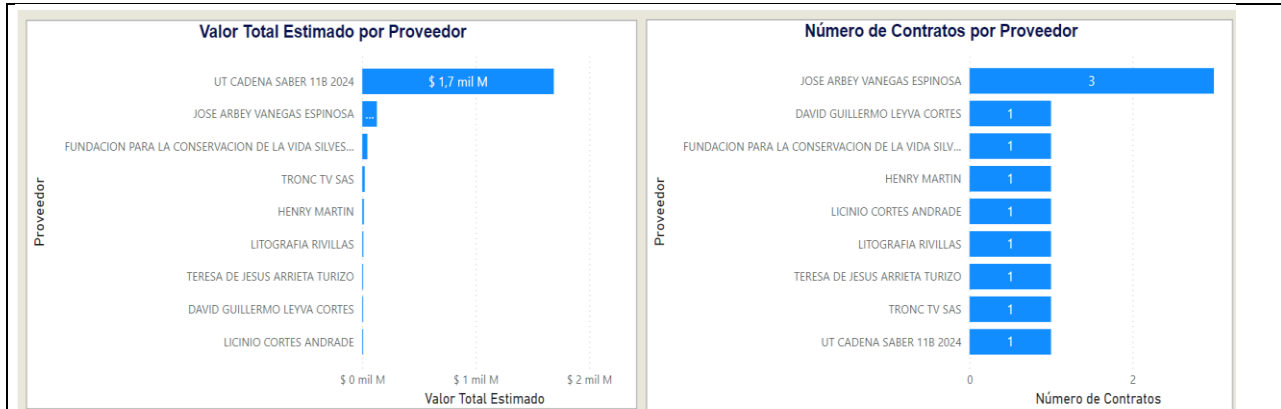 Valor Total Estimado por Proveedor
Proveedor
UT CADENA SABER 11B 2024
$ 1,7 mil M
JOSE ARBEY VANEGAS ESPINOSA
...
FUNDACION PARA LA CONSERVACION DE LA VIDA SILVES...
TRONC TV SAS
HENRY MARTIN
LITOGRAFIA RIVILLAS
TERESA DE JESUS ARRIETA TURIZO
DAVID GUILLERMO LEYVA CORTES
LICINIO CORTES ANDRADE
$ 0 mil M
$ 1 mil M
$ 2 mil M
Valor Total Estimado
Número de Contratos por Proveedor
Proveedor
JOSE ARBEY VANEGAS ESPINOSA
3
DAVID GUILLERMO LEYVA CORTES
1
FUNDACION PARA LA CONSERVACION DE LA VIDA SILV...
1
HENRY MARTIN
1
LICINIO CORTES ANDRADE
1
LITOGRAFIA RIVILLAS
1
TERESA DE JESUS ARRIETA TURIZO
1
TRONC TV SAS
1
UT CADENA SABER 11B 2024
1
0
2
Número de Contratos